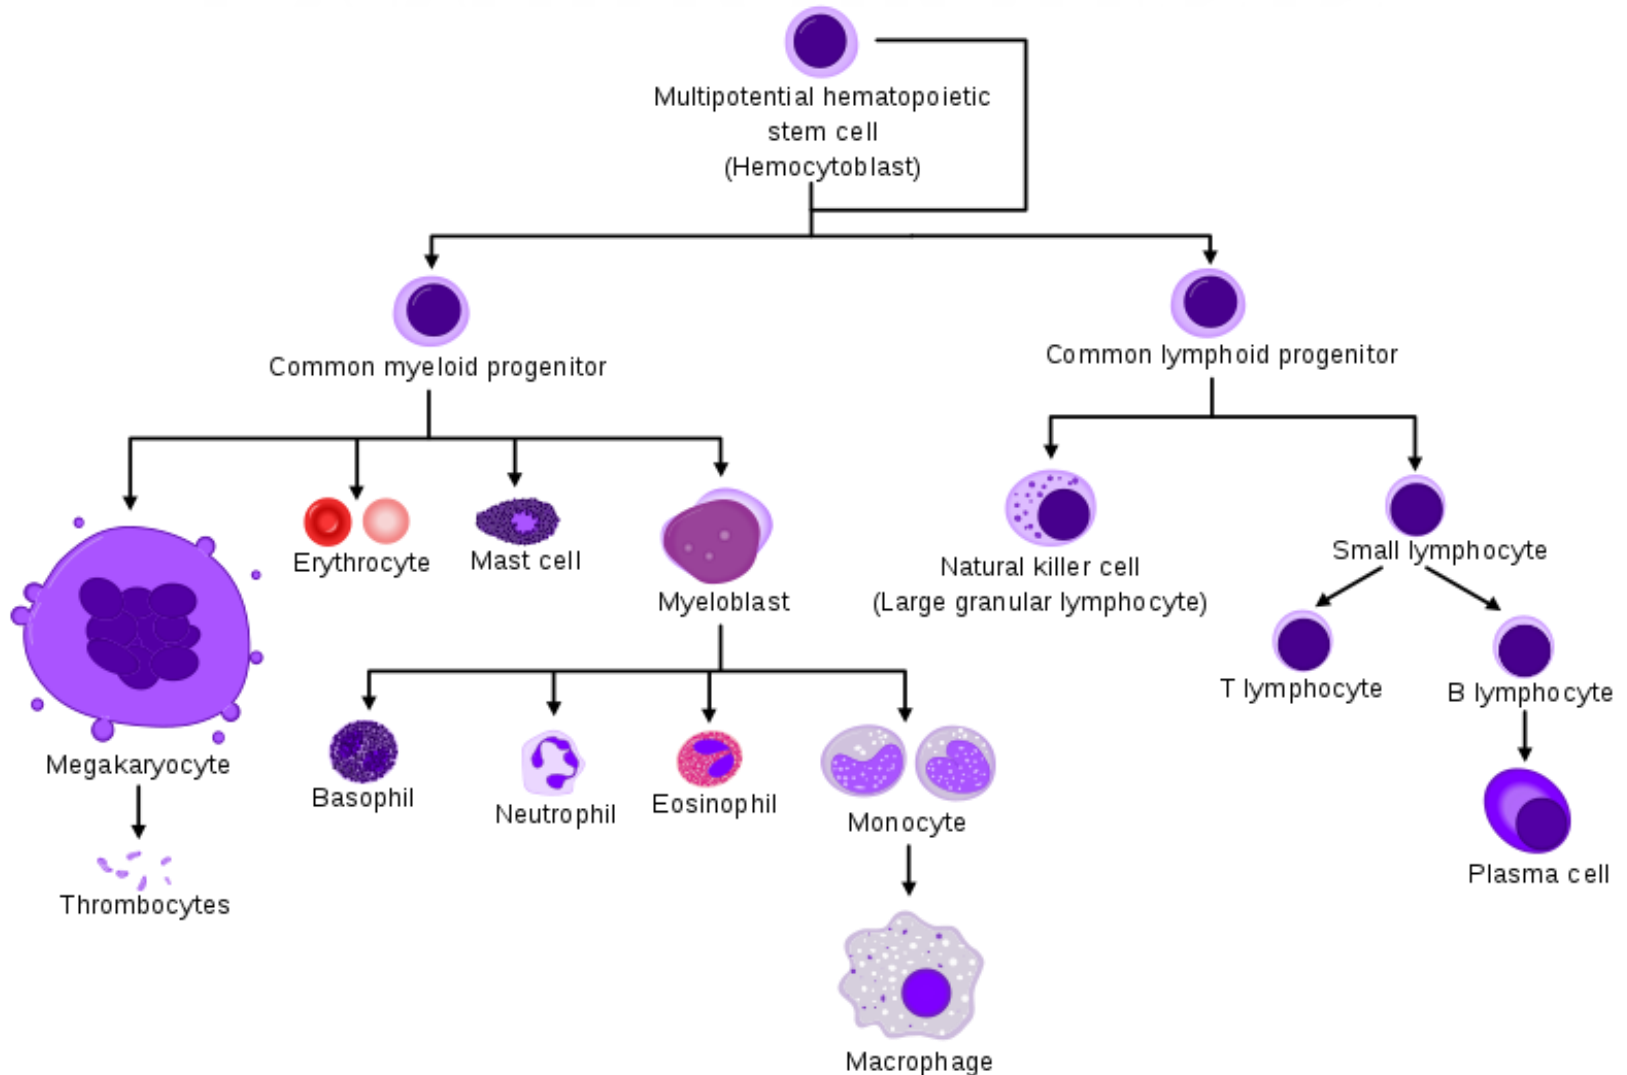 Multipotential hematopoietic
stem cell
(Hemocytoblast)
Common myeloid progenitor
Common lymphoid progenitor
Erythrocyte
Mast cell
Myeloblast
Natural killer cell
(Large granular lymphocyte)
Small lymphocyte
T lymphocyte
B lymphocyte
Megakaryocyte
Basophil
Neutrophil
Eosinophil
Monocyte
Plasma cell
Thrombocytes
Macrophage